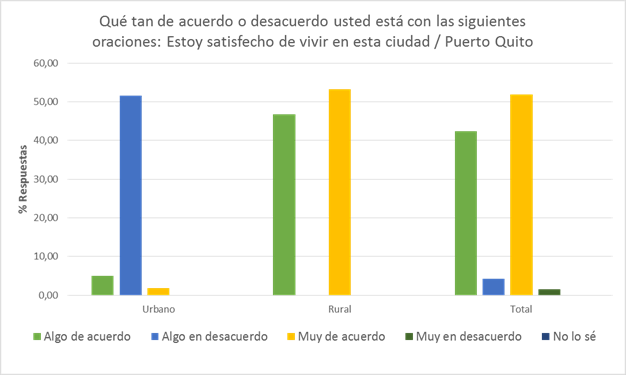 Qué tan de acuerdo o desacuerdo usted está con las siguientes
oraciones: Estoy satisfecho de vivir en esta ciudad / Puerto Quito
60,00
50,00
40,00
30,00
20,00
10,00
0,00
% Respuestas
Urbano Rural Total
Algo de acuerdo Algo en desacuerdo Muy de acuerdo Muy en desacuerdo No lo sé